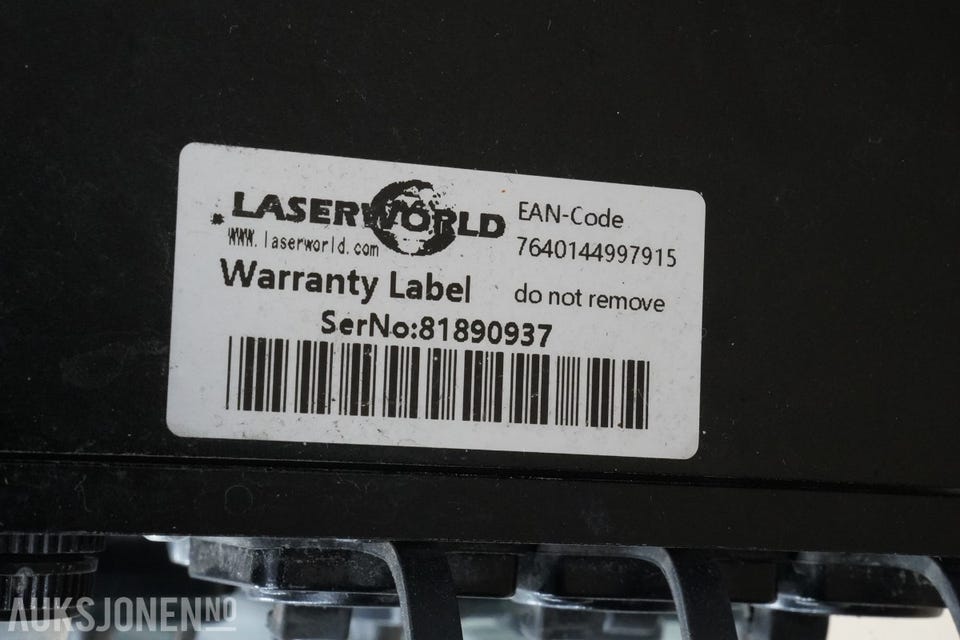 LASERWORLD
www.laserworld.com
EAN-Code
7640144997915
Warranty Label
do not remove
SerNo:81890937
AUKSJONEN.NO